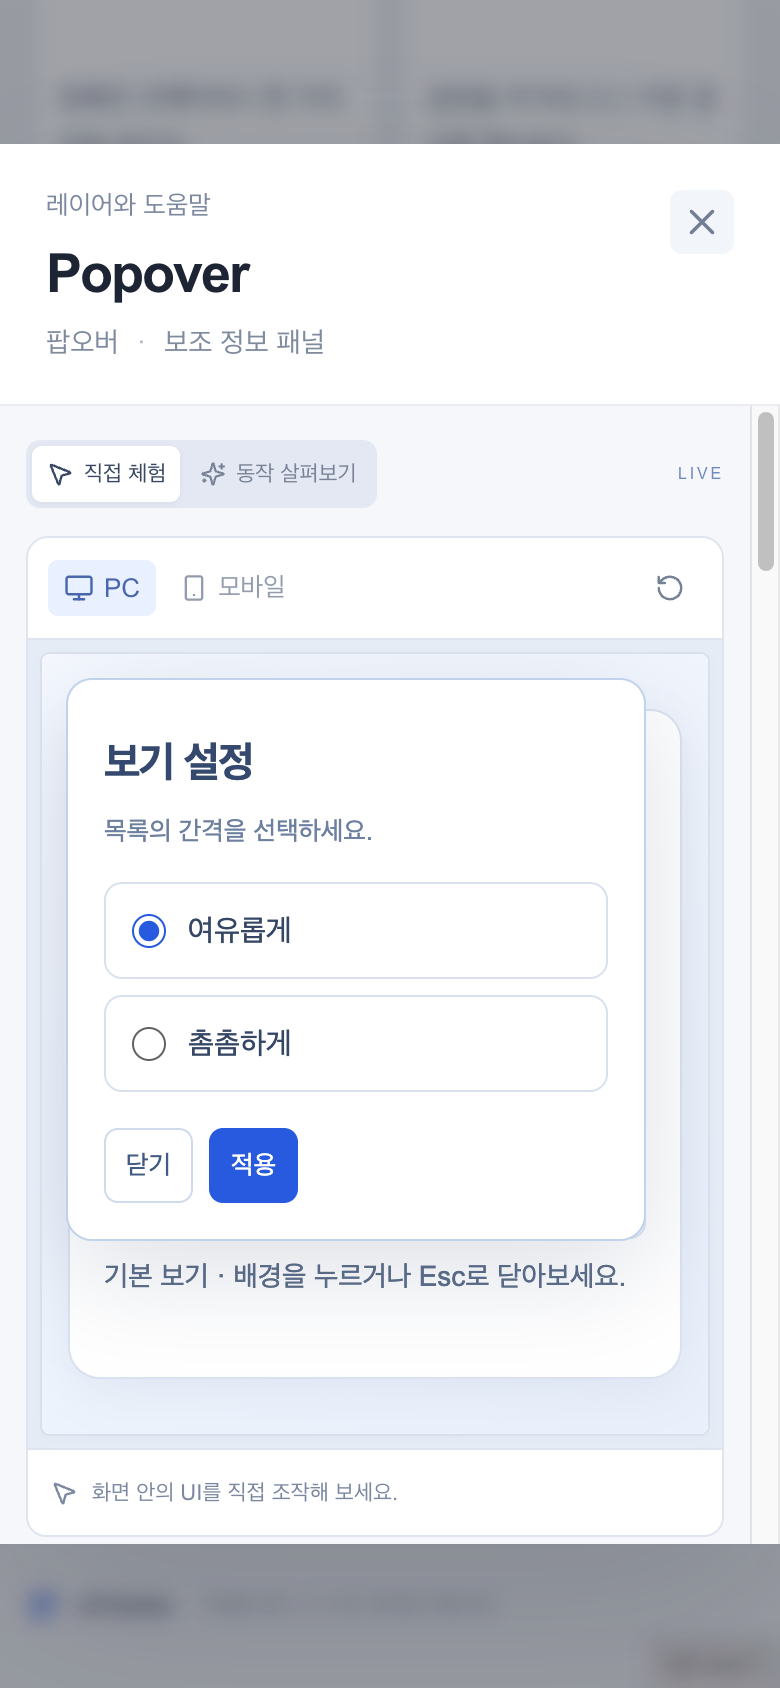 레이어와 도움말
Popover
팝오버 · 보조 정보 패널
직접 체험
동작 살펴보기
LIVE
PC
모바일
보기 설정
목록의 간격을 선택하세요.
여유롭게
촘촘하게
닫기
적용
기본 보기 · 배경을 누르거나 Esc로 닫아보세요.
화면 안의 UI를 직접 조작해 보세요.